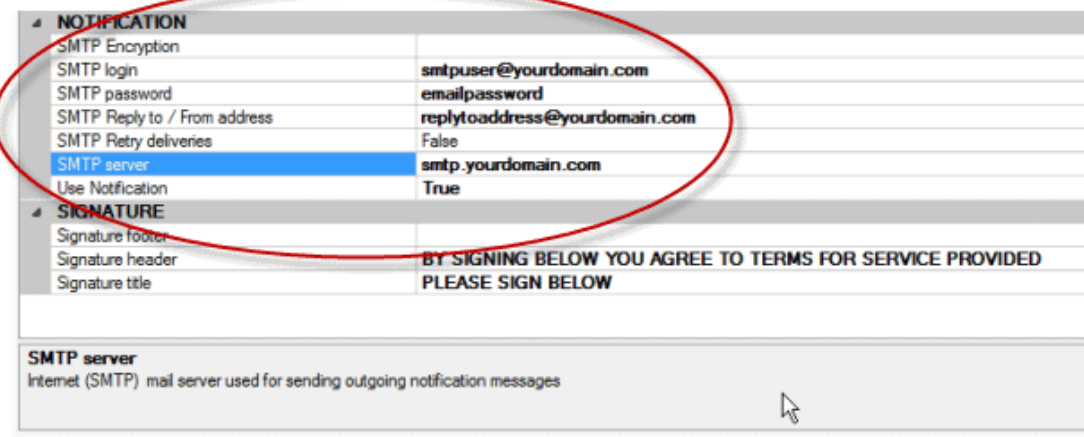 NOTIFICATION
SMTP Encryption
SMTP login smtpuser@yourdomain.com
SMTP password emailpassword
SMTP Reply to / From address replytoaddress@yourdomain.com
SMTP Retry deliveries False
SMTP server smtp.yourdomain.com
Use Notification True
SIGNATURE
Signature footer
Signature header BY SIGNING BELOW YOU AGREE TO TERMS FOR SERVICE PROVIDED
Signature title PLEASE SIGN BELOW
SMTP server
Internet (SMTP) mail server used for sending outgoing notification messages